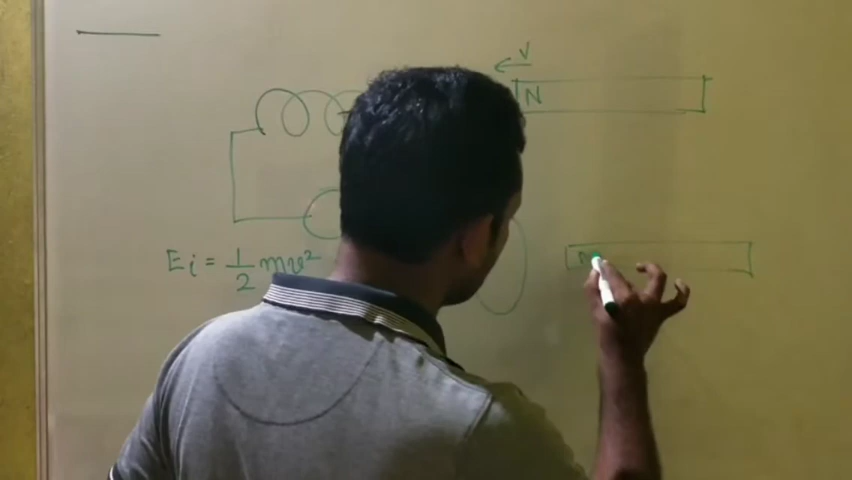 v
N
Ei = 1/2 mv²